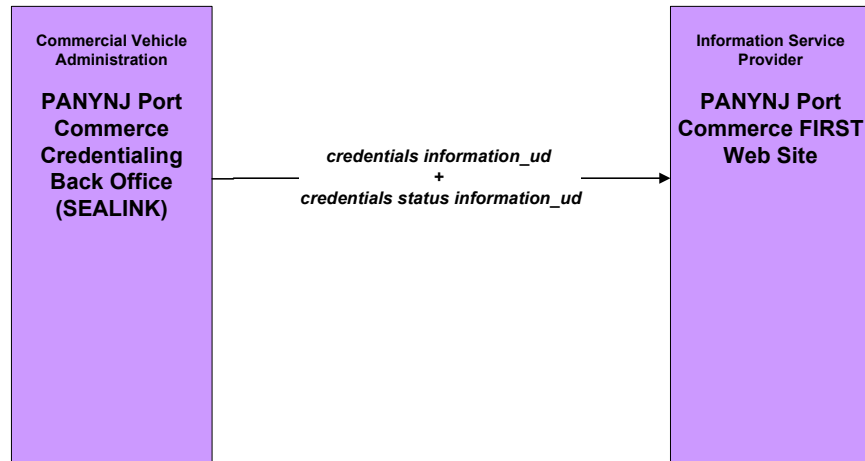 Commercial Vehicle
Administration
PANYNJ Port
Commerce
Credentialing
Back Office
(SEALINK)
credentials information_ud
+
credentials status information_ud
Information Service
Provider
PANYNJ Port
Commerce FIRST
Web Site